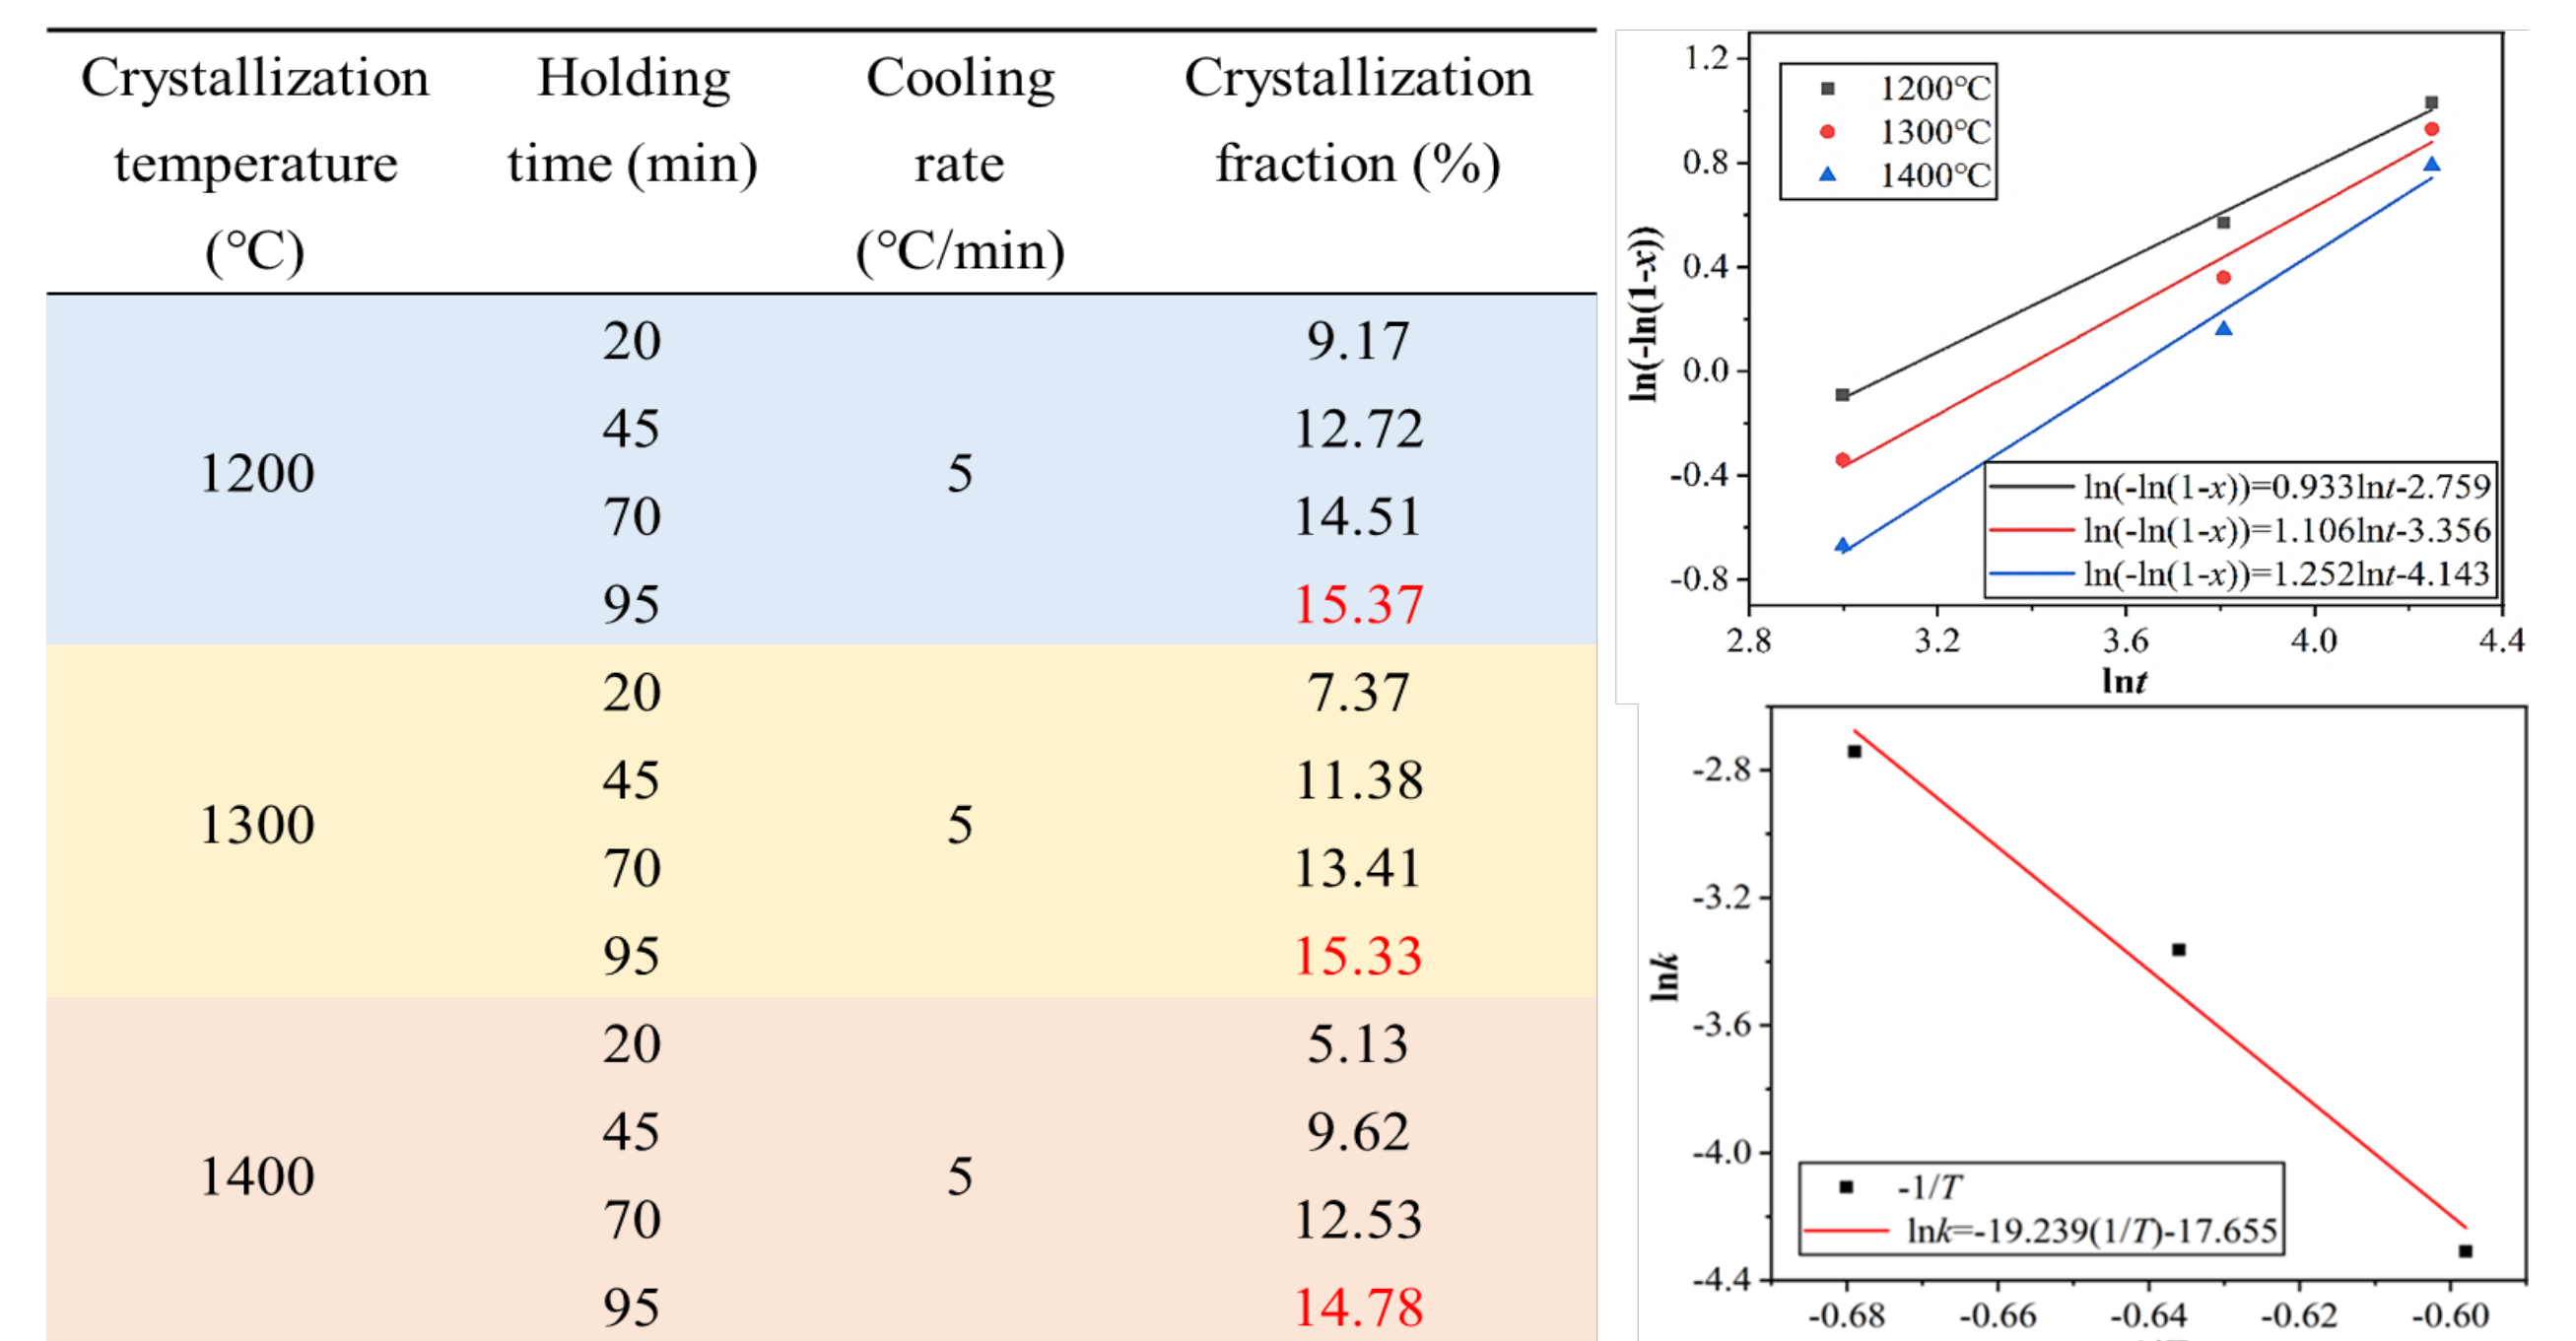 Crystallization temperature (℃)
Holding time (min)
Cooling rate (℃/min)
Crystallization fraction (%)
1200
5
20 9.17
45 12.72
70 14.51
95 15.37
1300
5
20 7.37
45 11.38
70 13.41
95 15.33
1400
5
20 5.13
45 9.62
70 12.53
95 14.78
ln(-ln(1-x))
1.2
0.8
0.4
0.0
-0.4
-0.8
1200℃
1300℃
1400℃
ln(-ln(1-x))=0.933lnt-2.759
ln(-ln(1-x))=1.106lnt-3.356
ln(-ln(1-x))=1.252lnt-4.143
2.8 3.2 3.6 4.0 4.4
lnt
lnk
-2.8
-3.2
-3.6
-4.0
-4.4
-1/T
lnk=-19.239(1/T)-17.655
-0.68 -0.66 -0.64 -0.62 -0.60